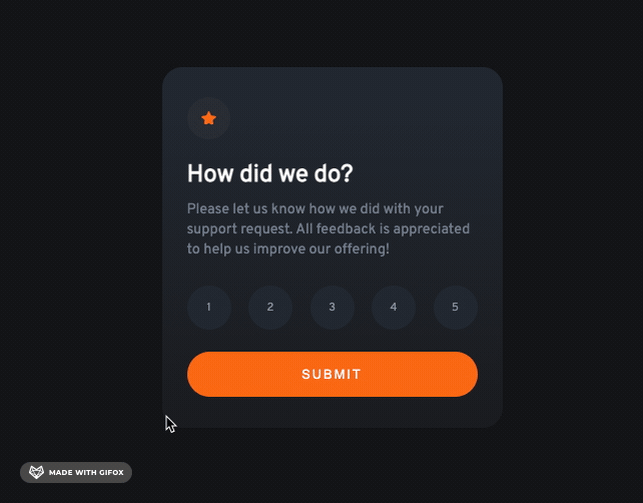 How did we do?
Please let us know how we did with your
support request. All feedback is appreciated
to help us improve our offering!
1 2 3 4 5
SUBMIT
MADE WITH GIFOX